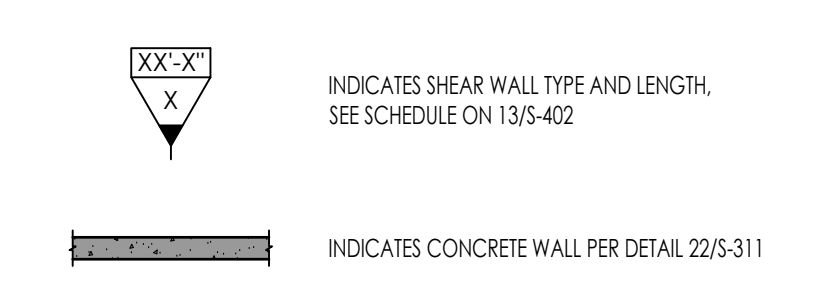 XX'-X"
X
INDICATES SHEAR WALL TYPE AND LENGTH,
SEE SCHEDULE ON 13/S-402
INDICATES CONCRETE WALL PER DETAIL 22/S-311